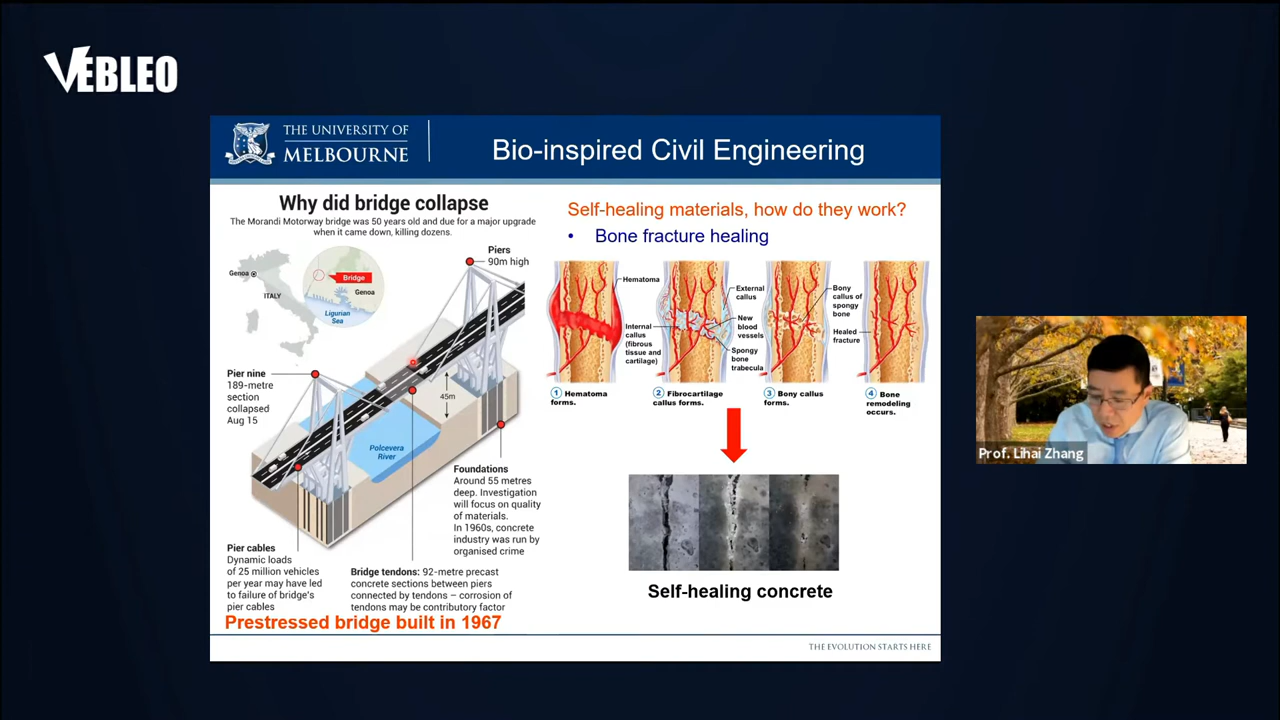 VEBLEO
THE UNIVERSITY OF
MELBOURNE
Bio-inspired Civil Engineering
Why did bridge collapse
The Morandi Motorway bridge was 50 years old and due for a major upgrade
when it came down, killing dozens.
Genoa
ITALY
Bridge
Genoa
Ligurian
Sea
Piers
90m high
Pier nine
189-metre
section
collapsed
Aug 15
45m
Polcevera
River
Foundations
Around 55 metres
deep. Investigation
will focus on quality
of materials.
In 1960s, concrete
industry was run by
organised crime
Pier cables
Dynamic loads
of 25 million vehicles
per year may have led
to failure of bridge's
pier cables
Bridge tendons: 92-metre precast
concrete sections between piers
connected by tendons – corrosion of
tendons may be contributory factor
Prestressed bridge built in 1967
Self-healing materials, how do they work?
• Bone fracture healing
Hematoma
Internal
callus
(fibrous
tissue and
cartilage)
External
callus
New
blood
vessels
Spongy
bone
trabecula
Bony
callus of
spongy
bone
Healed
fracture
1 Hematoma
forms.
2 Fibrocartilage
callus forms.
3 Bony callus
forms.
4 Bone
remodeling
occurs.
Self-healing concrete
THE EVOLUTION STARTS HERE
Prof. Lihai Zhang